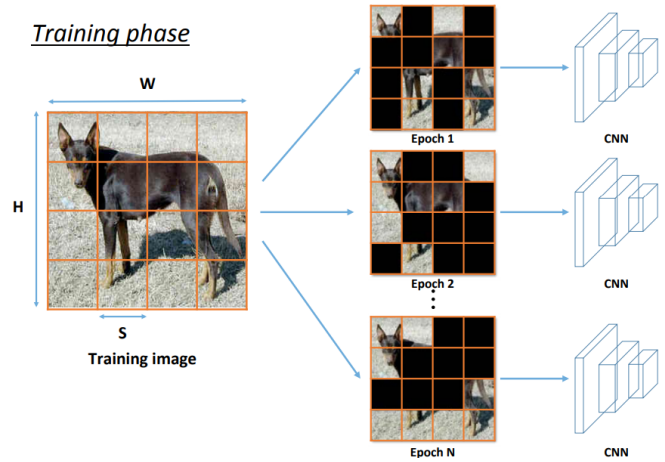 Training phase
W
H
S
Training image
Epoch 1
CNN
Epoch 2
CNN
Epoch N
CNN